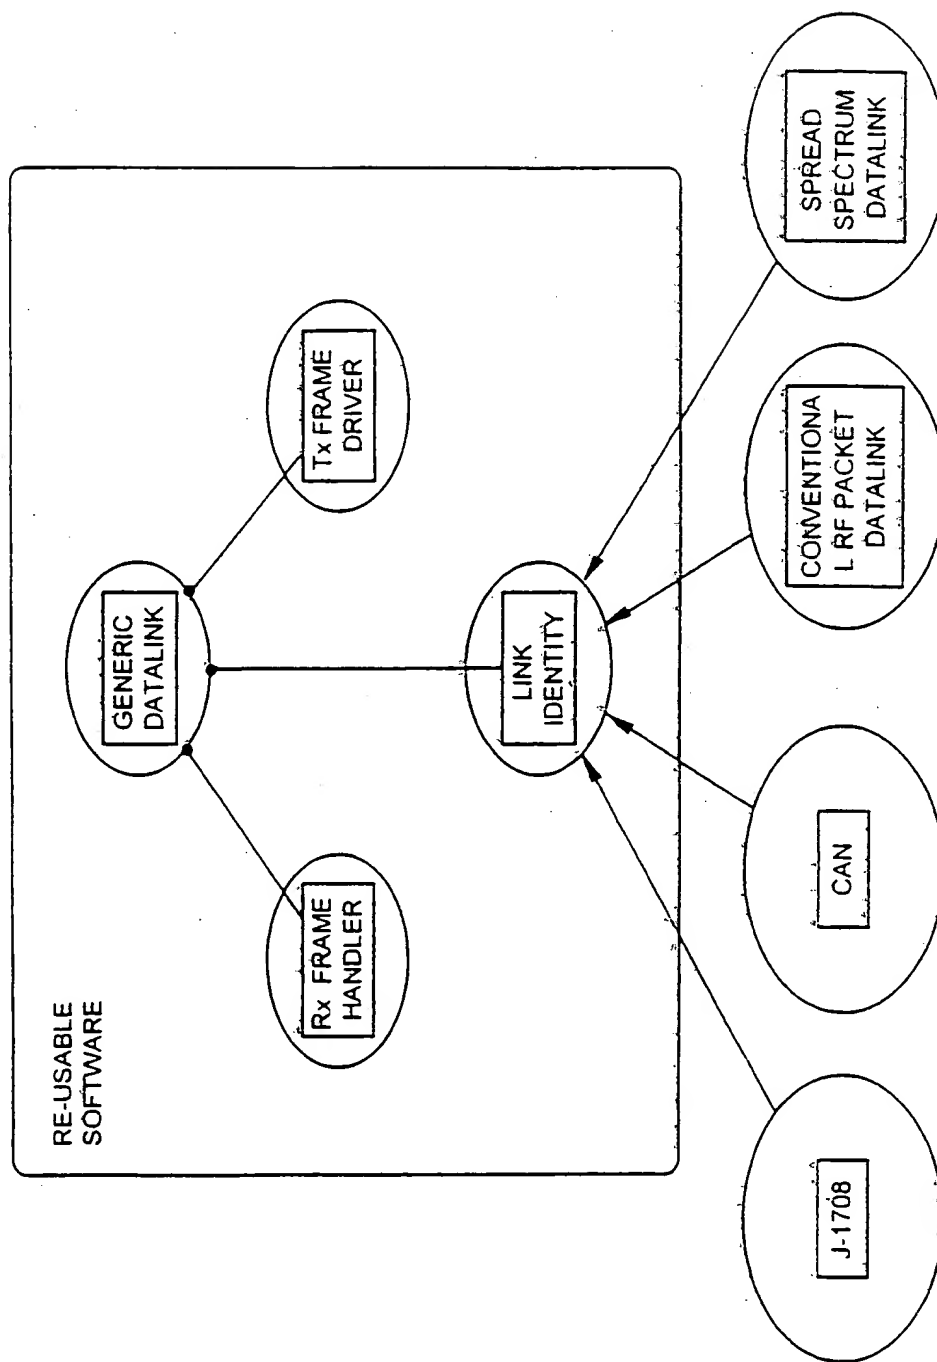 RE-USABLE
SOFTWARE
GENERIC
DATALINK
Rx FRAME
HANDLER
Tx FRAME
DRIVER
LINK
IDENTITY
J-1708
CAN
CONVENTIONA
L RF PACKET
DATALINK
SPREAD
SPECTRUM
DATALINK